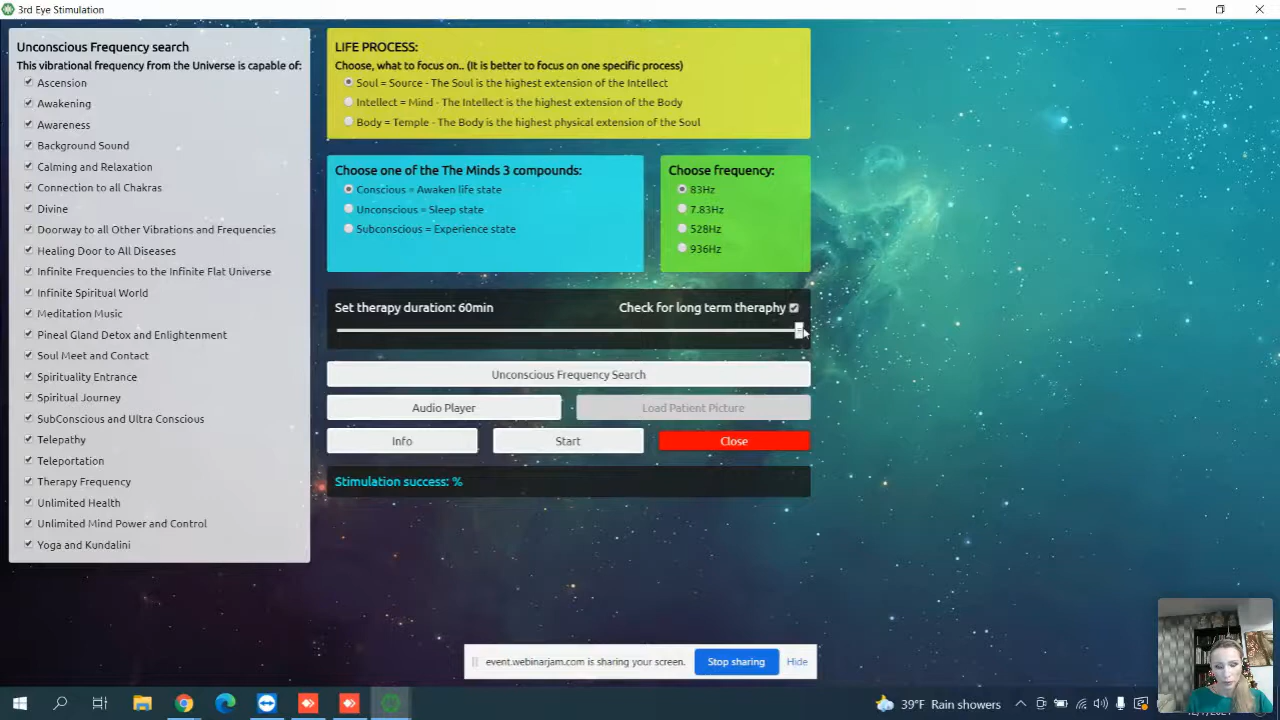 3rd Eye Stimulation
Unconscious Frequency search
This vibrational frequency from the Universe is capable of:
Ascension
Awakening
Awareness
Background Sound
Calming and Relaxation
Connection to all Chakras
Divine
Doorway to all Other Vibrations and Frequencies
Healing Door to All Diseases
Infinite Frequencies to the Infinite Flat Universe
Infinite Spiritual World
Meditation Music
Pineal Gland Detox and Enlightenment
Soul Meet and Contact
Spirituality Entrance
Spiritual Journey
SubConscious and Ultra Conscious
Telepathy
Teleportation
Therapy Frequency
Unlimited Health
Unlimited Mind Power and Control
Yoga and Kundalini
LIFE PROCESS:
Choose, what to focus on.. (It is better to focus on one specific process)
Soul = Source - The Soul is the highest extension of the Intellect
Intellect = Mind - The Intellect is the highest extension of the Body
Body = Temple - The Body is the highest physical extension of the Soul
Choose one of the The Minds 3 compounds:
Conscious = Awaken life state
Unconscious = Sleep state
Subconscious = Experience state
Choose frequency:
83Hz
7.83Hz
528Hz
936Hz
Set therapy duration: 60min
Check for long term theraphy
Unconscious Frequency Search
Audio Player
Load Patient Picture
Info
Start
Close
Stimulation success: %
event.webinarjam.com is sharing your screen.
Stop sharing
Hide
39°F Rain showers